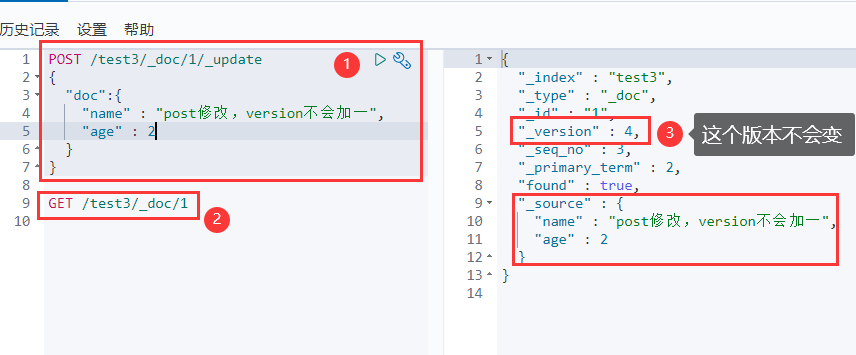 历史记录 设置 帮助
1 POST /test3/_doc/1/_update
2 {
3 "doc":{
4 "name" : "post修改，version不会加一",
5 "age" : 2
6 }
7 }
8
9 GET /test3/_doc/1
10
1
2
1 {
2 "_index" : "test3",
3 "_type" : "_doc",
4 "_id" : "1",
5 "_version" : 4,
6 "_seq_no" : 3,
7 "_primary_term" : 2,
8 "found" : true,
9 "_source" : {
10 "name" : "post修改，version不会加一",
11 "age" : 2
12 }
13 }
14
3 这个版本不会变